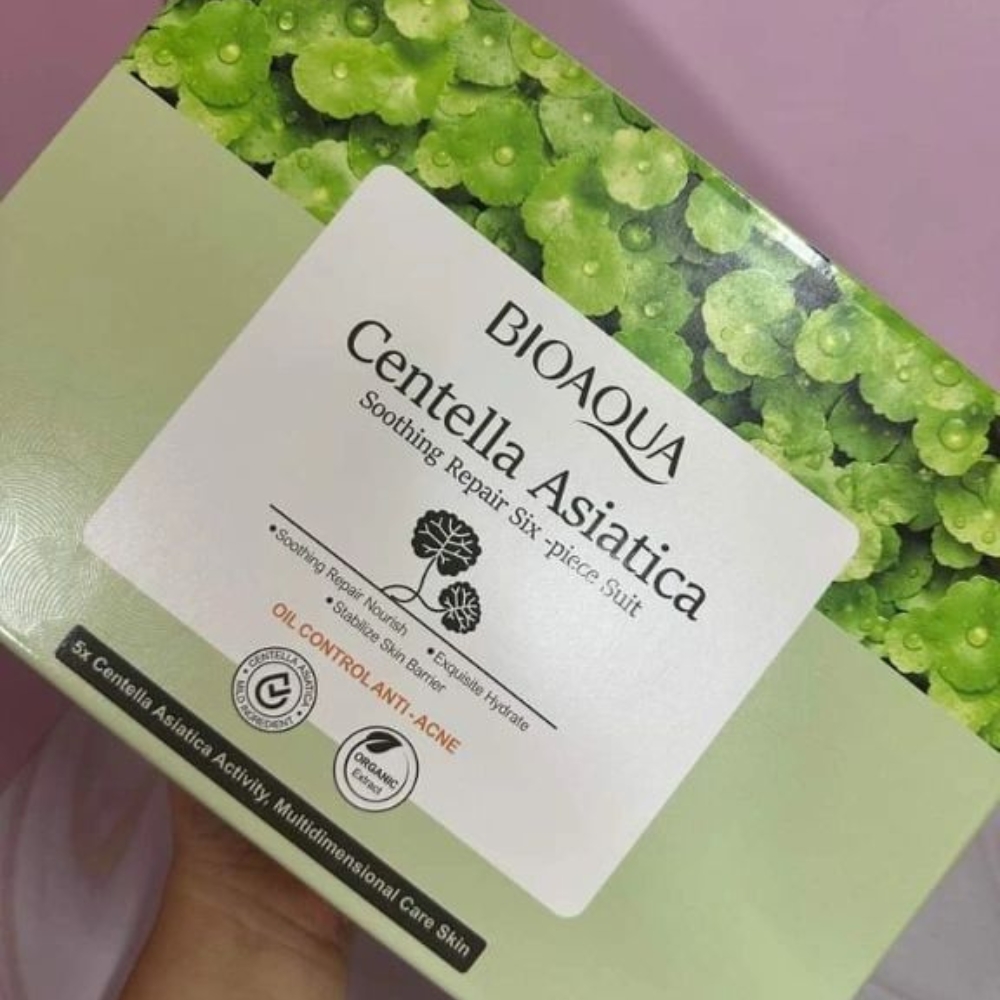 BIOAQUA
Centella Asiatica
Soothing Repair Six -piece Suit
•Soothing Repair Nourish
•Stabilize Skin Barrier
•Exquisite Hydrate
OIL CONTROL ANTI-ACNE
• CENTELLA ASIATICA •
MILD INGREDIENT
ORGANIC
Extract
5x Centella Asiatica Activity, Multidimensional Care Skin